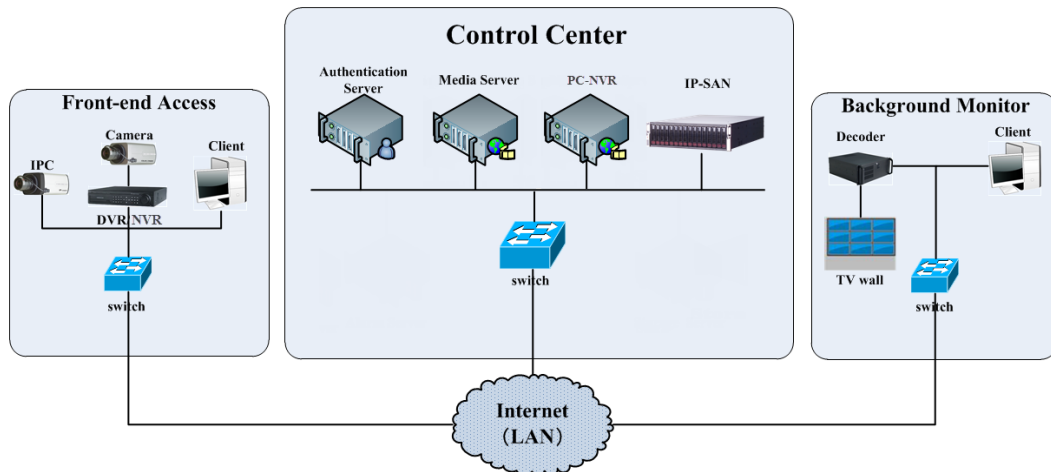 Control Center
Authentication
Server
Media Server
PC-NVR
IP-SAN
Front-end Access
Camera
IPC
Client
DVR/NVR
switch
switch
Background Monitor
Decoder
Client
TV wall
switch
Internet
（LAN）